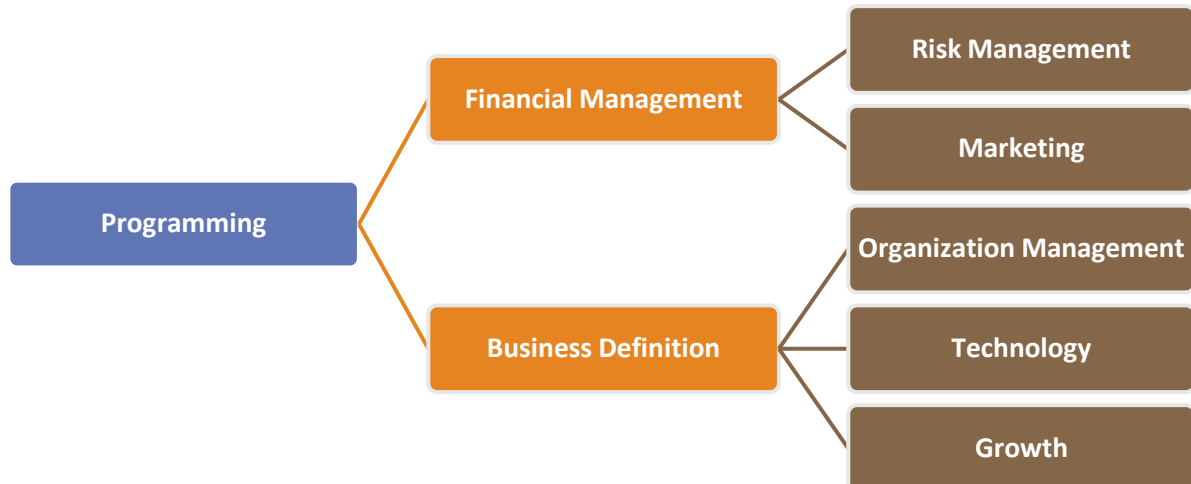 Programming
Financial Management
Risk Management
Marketing
Business Definition
Organization Management
Technology
Growth